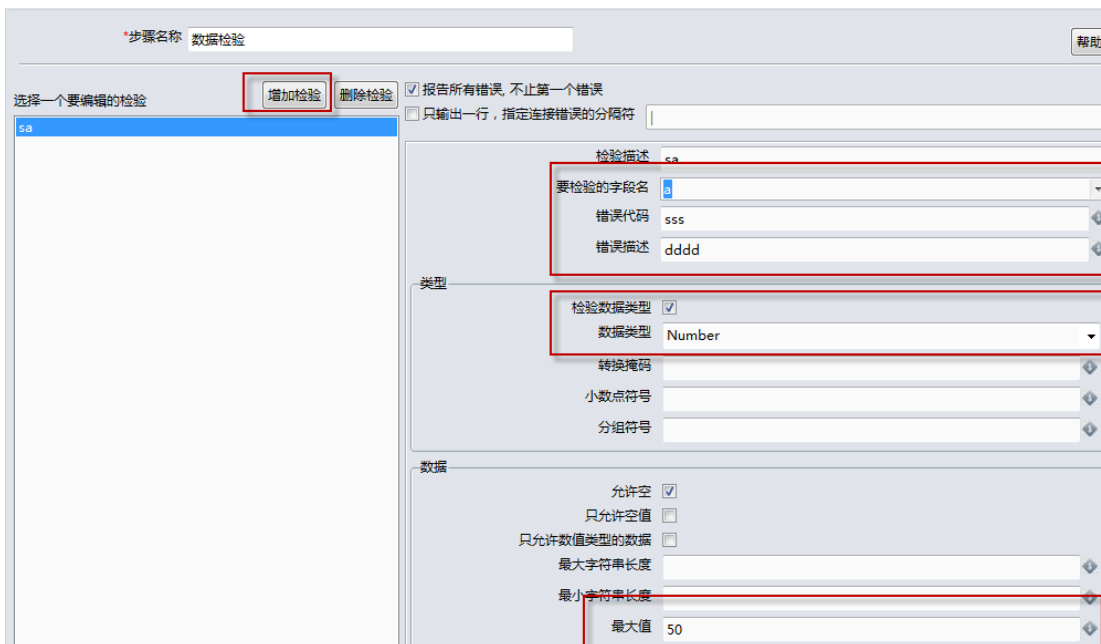 *步骤名称 数据检验
帮助
选择一个要编辑的检验 增加检验 删除检验
报告所有错误, 不止第一个错误
只输出一行，指定连接错误的分隔符 |
sa
检验描述 sa
要检验的字段名 a
错误代码 sss
错误描述 dddd
类型
检验数据类型
数据类型 Number
转换掩码
小数点符号
分组符号
数据
允许空
只允许空值
只允许数值类型的数据
最大字符串长度
最小字符串长度
最大值 50